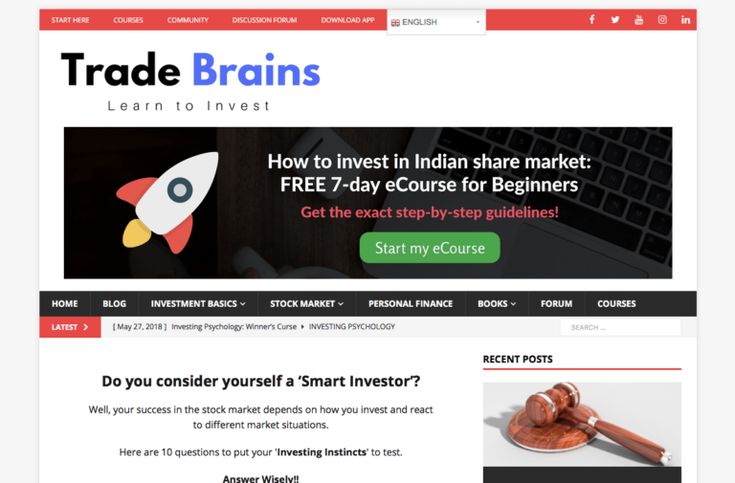 START HERE COURSES COMMUNITY DISCUSSION FORUM DOWNLOAD APP ENGLISH
Trade Brains
Learn to Invest
How to invest in Indian share market:
FREE 7-day eCourse for Beginners
Get the exact step-by-step guidelines!
Start my eCourse
HOME BLOG INVESTMENT BASICS STOCK MARKET PERSONAL FINANCE BOOKS FORUM COURSES
LATEST [ May 27, 2018 ] Investing Psychology: Winner's Curse INVESTING PSYCHOLOGY SEARCH ...
RECENT POSTS
Do you consider yourself a ‘Smart Investor’?
Well, your success in the stock market depends on how you invest and react
to different market situations.
Here are 10 questions to put your 'Investing Instincts' to test.
Answer Wisely!!